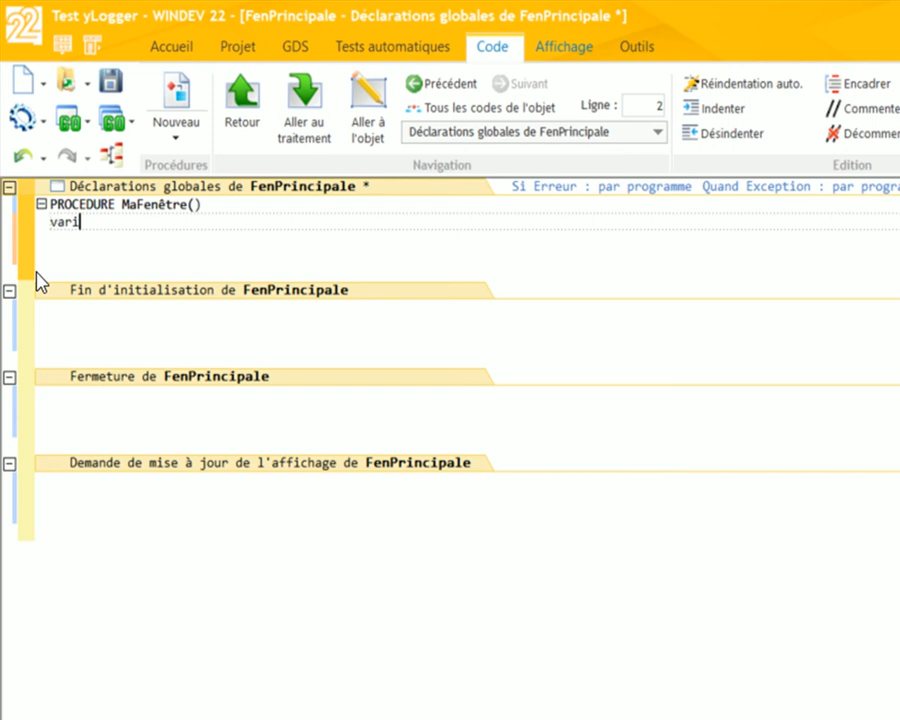 22
Test yLogger - WINDEV 22 - [FenPrincipale - Déclarations globales de FenPrincipale *]
Accueil Projet GDS Tests automatiques Code Affichage Outils
Précédent Suivant
Réindentation auto. Encadrer
Tous les codes de l'objet Ligne : 2
Indenter // Commente
GO GO
Nouveau Retour Aller au traitement Aller à l'objet
Déclarations globales de FenPrincipale
Désindenter Décommer
Procédures Navigation Edition
Déclarations globales de FenPrincipale * Si Erreur : par programme Quand Exception : par progra
PROCEDURE MaFenêtre()
vari
Fin d'initialisation de FenPrincipale
Fermeture de FenPrincipale
Demande de mise à jour de l'affichage de FenPrincipale